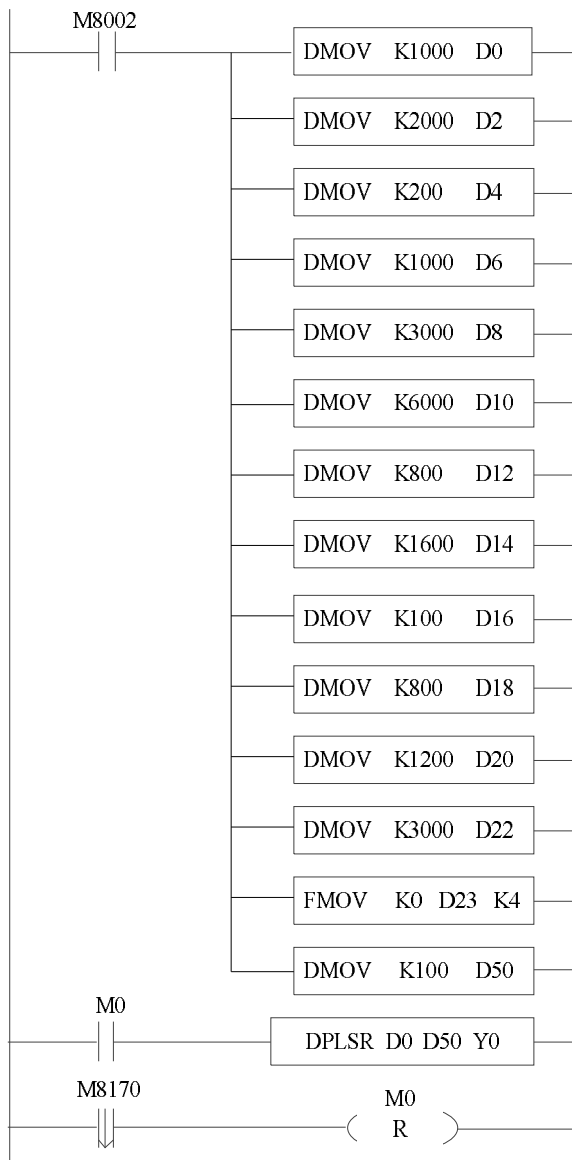 M8002
DMOV K1000 D0
DMOV K2000 D2
DMOV K200 D4
DMOV K1000 D6
DMOV K3000 D8
DMOV K6000 D10
DMOV K800 D12
DMOV K1600 D14
DMOV K100 D16
DMOV K800 D18
DMOV K1200 D20
DMOV K3000 D22
FMOV K0 D23 K4
DMOV K100 D50
M0
DPLSR D0 D50 Y0
M8170
M0
R